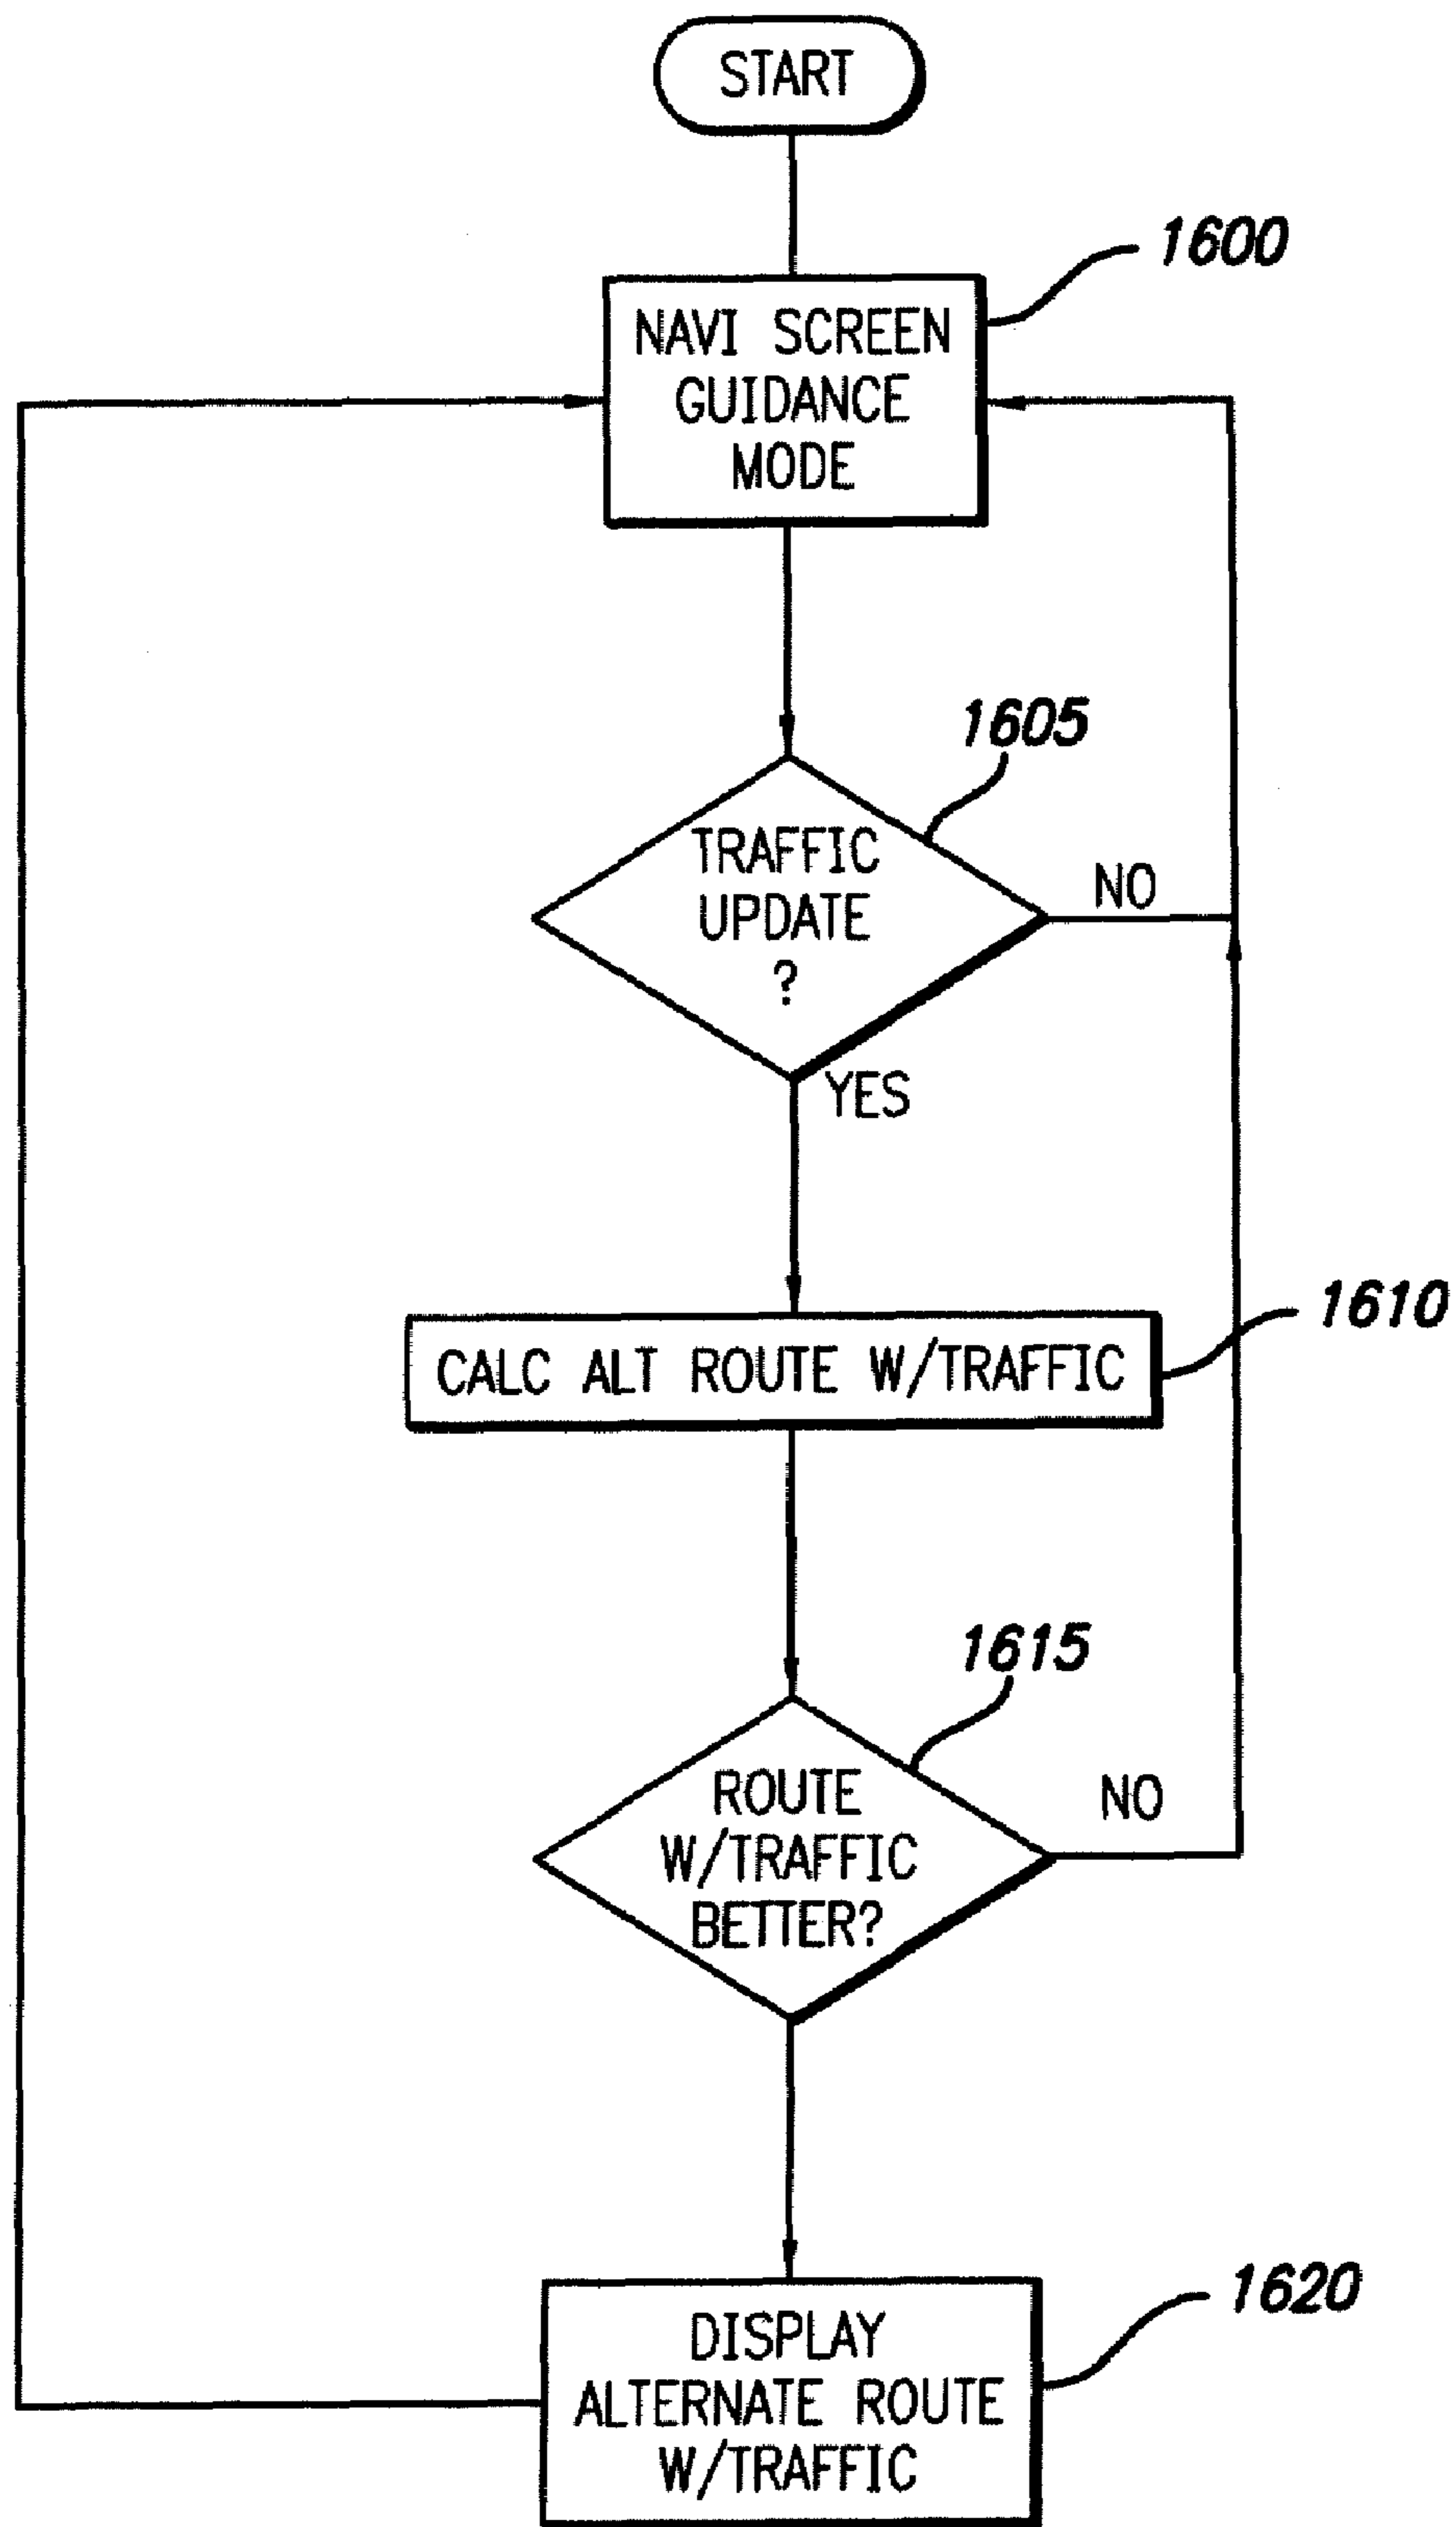 START
1600
NAVI SCREEN
GUIDANCE
MODE
1605
TRAFFIC
UPDATE
?
NO
YES
1610
CALC ALT ROUTE W/TRAFFIC
1615
ROUTE
W/TRAFFIC
BETTER?
NO
1620
DISPLAY
ALTERNATE ROUTE
W/TRAFFIC